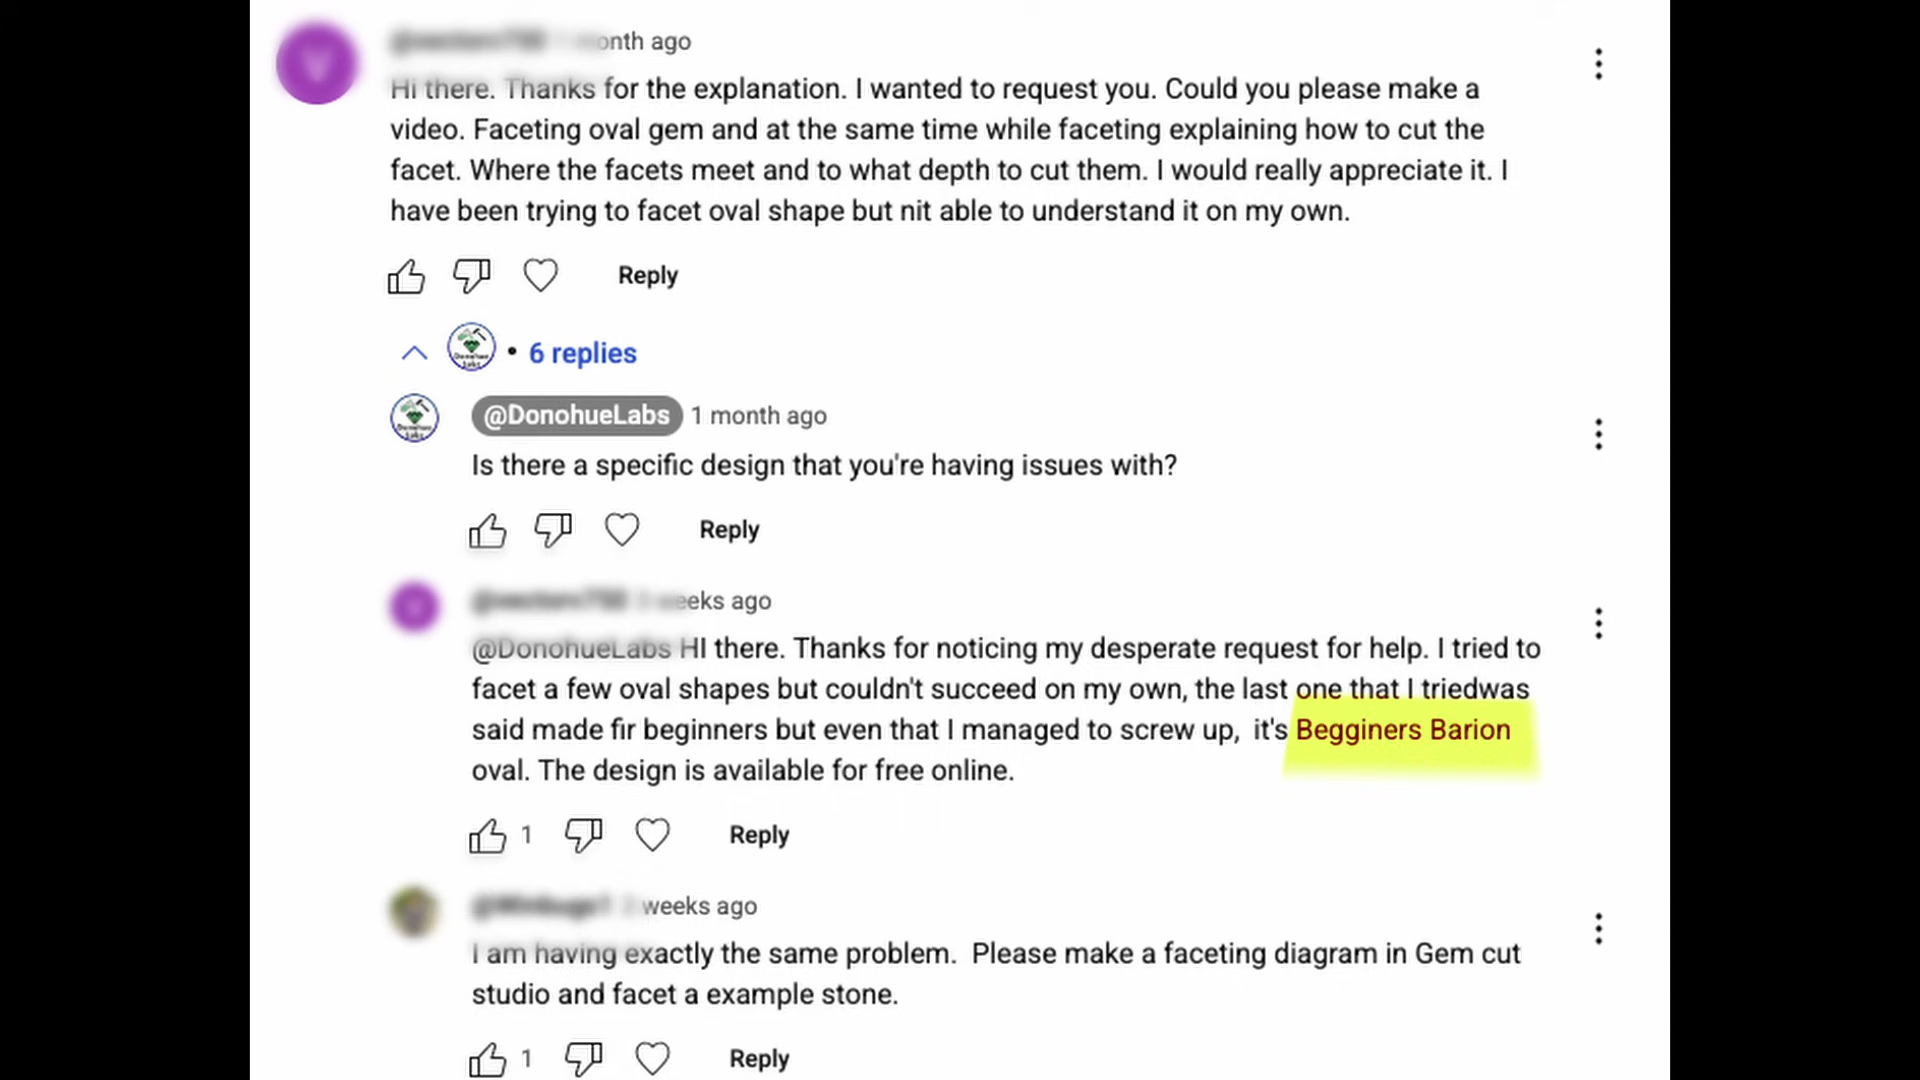 month ago
Hi there. Thanks for the explanation. I wanted to request you. Could you please make a
video. Faceting oval gem and at the same time while faceting explaining how to cut the
facet. Where the facets meet and to what depth to cut them. I would really appreciate it. I
have been trying to facet oval shape but nit able to understand it on my own.
Reply
• 6 replies
@DonohueLabs 1 month ago
Is there a specific design that you're having issues with?
Reply
weeks ago
@DonohueLabs HI there. Thanks for noticing my desperate request for help. I tried to
facet a few oval shapes but couldn't succeed on my own, the last one that I triedwas
said made fir beginners but even that I managed to screw up, it's Begginers Barion
oval. The design is available for free online.
1 Reply
weeks ago
I am having exactly the same problem. Please make a faceting diagram in Gem cut
studio and facet a example stone.
1 Reply